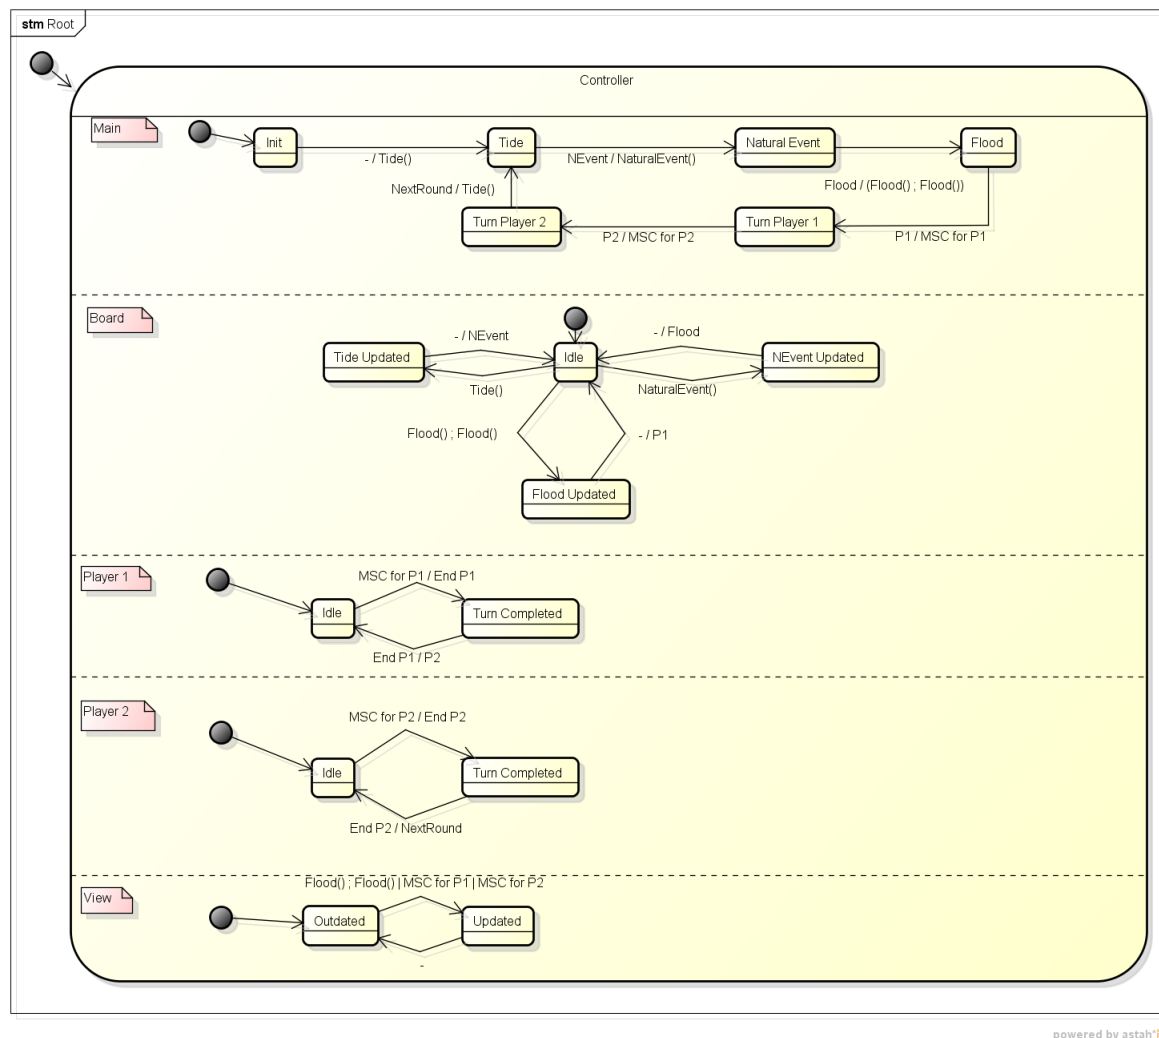 stm Root
Controller
Main
Init
- / Tide()
Tide
NEvent / NaturalEvent()
Natural Event
Flood
Flood / (Flood() ; Flood())
NextRound / Tide()
Turn Player 2
P2 / MSC for P2
Turn Player 1
P1 / MSC for P1
Board
- / NEvent
- / Flood
Tide Updated
Idle
NEvent Updated
Tide()
NaturalEvent()
Flood() ; Flood()
- / P1
Flood Updated
Player 1
MSC for P1 / End P1
Idle
Turn Completed
End P1 / P2
Player 2
MSC for P2 / End P2
Idle
Turn Completed
End P2 / NextRound
View
Flood() ; Flood() | MSC for P1 | MSC for P2
Outdated
Updated
-
powered by astah*